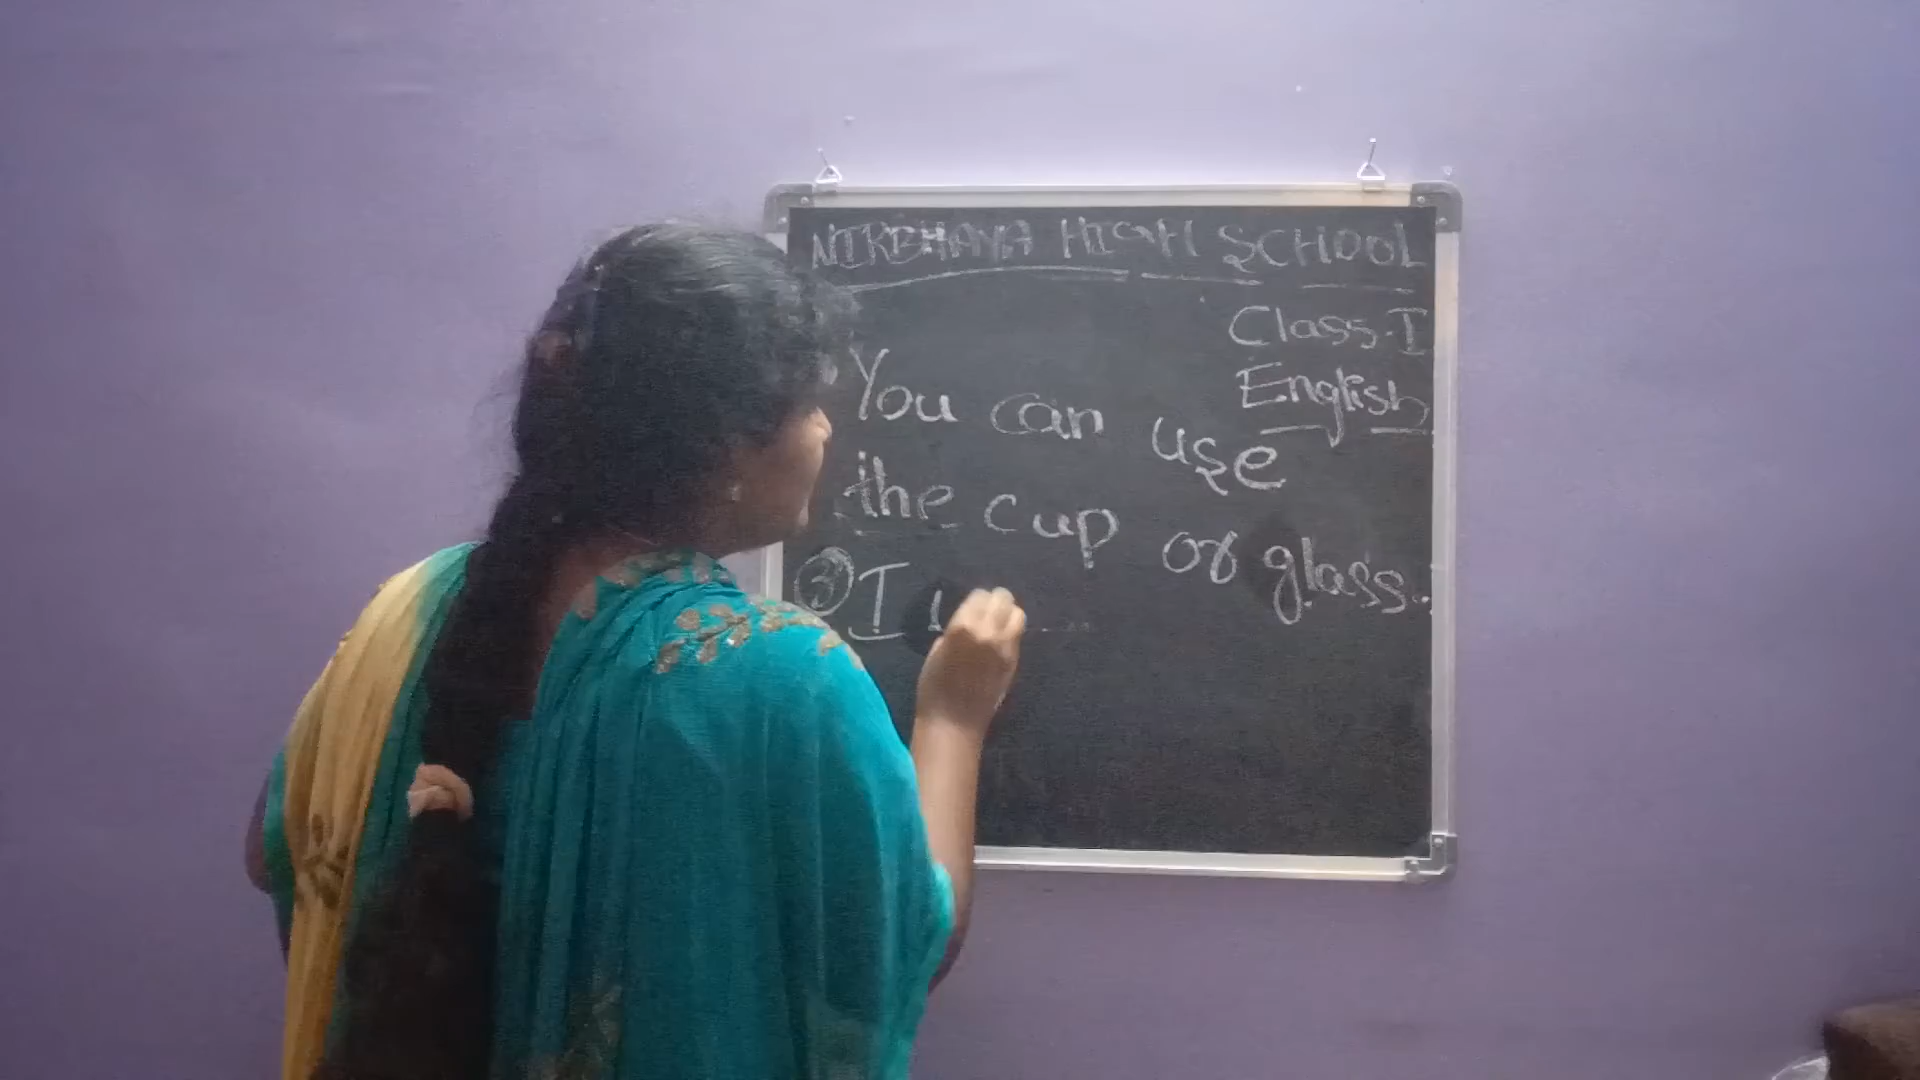 NIRBHAYA HIGH SCHOOL
Class-I
English
You can use
the cup or glass.
③ I